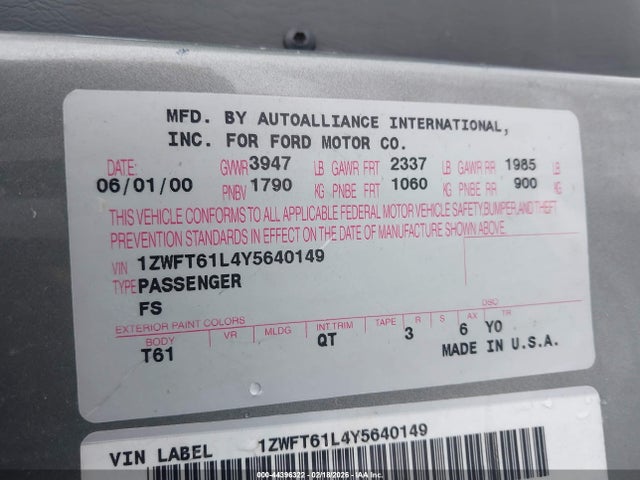 MFD. BY AUTOALLIANCE INTERNATIONAL,
INC. FOR FORD MOTOR CO.
DATE: GVWR 3947 LB GAWR FRT 2337 LB GAWR RR 1985 LB
06/01/00 PNBV 1790 KG PNBE FRT 1060 KG PNBE RR 900 KG
THIS VEHICLE CONFORMS TO ALL APPLICABLE FEDERAL MOTOR VEHICLE SAFETY, BUMPER, AND THEFT
PREVENTION STANDARDS IN EFFECT ON THE DATE OF MANUFACTURE SHOWN ABOVE.
VIN 1ZWFT61L4Y5640149
TYPE PASSENGER
FS
EXTERIOR PAINT COLORS DSO
BODY VR MLDG INT TRIM TAPE R S AX TR
T61 QT 3 6 Y0
MADE IN U.S.A.
VIN LABEL 1ZWFT61L4Y5640149
000-44396322 - 02/18/2026 - IAAI.COM